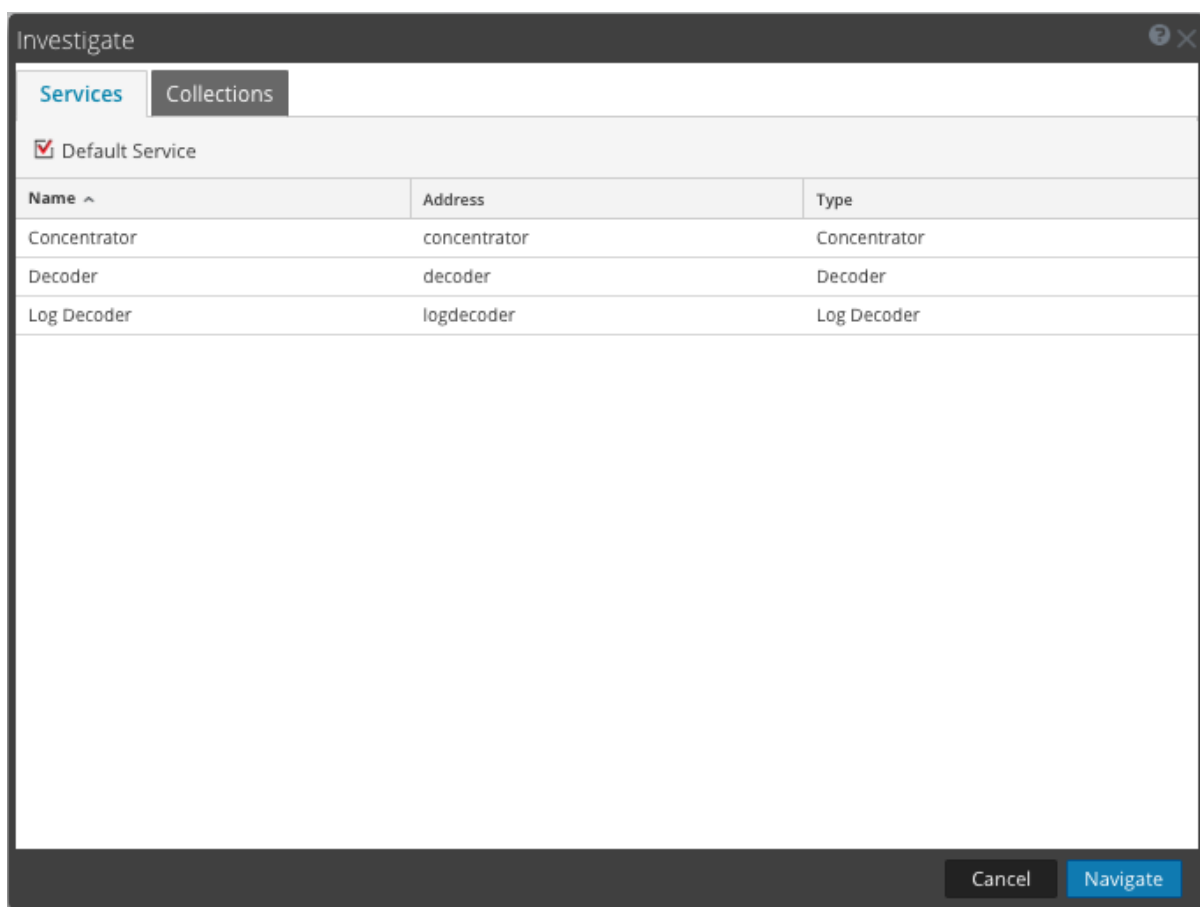 Investigate
Services Collections
Default Service
Name Address Type
Concentrator concentrator Concentrator
Decoder decoder Decoder
Log Decoder logdecoder Log Decoder
Cancel Navigate